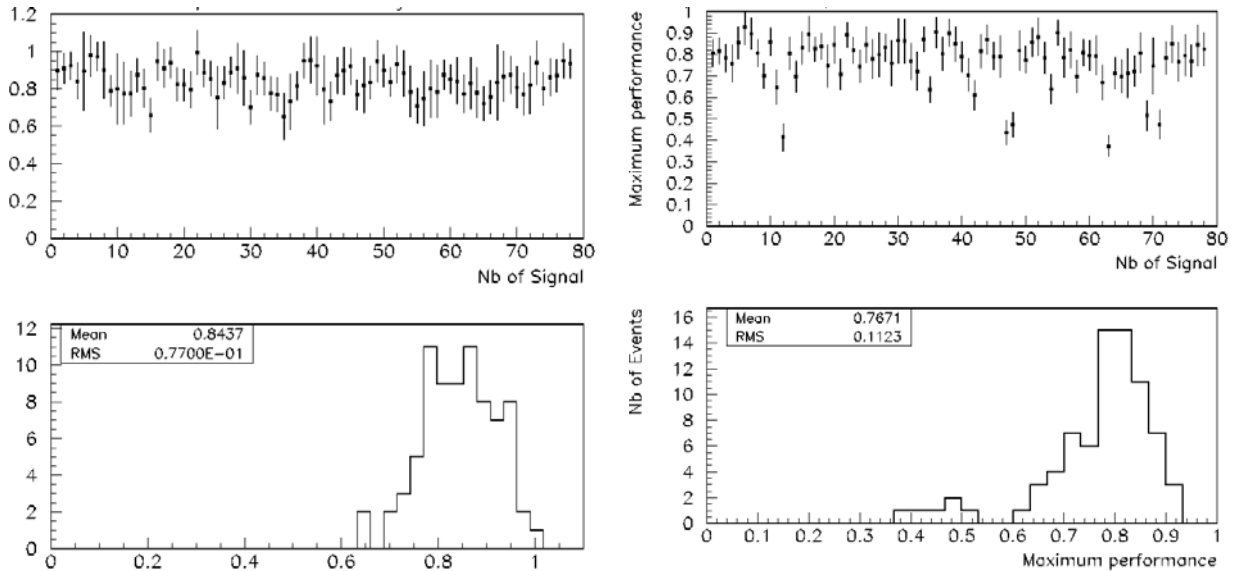 1.2
1
0.8
0.6
0.4
0.2
0
0 10 20 30 40 50 60 70 80
Nb of Signal
Maximum performance
1
0.9
0.8
0.7
0.6
0.5
0.4
0.3
0.2
0.1
0
0 10 20 30 40 50 60 70 80
Nb of Signal
12
10
8
6
4
2
0
Mean 0.8437
RMS 0.7700E-01
0 0.2 0.4 0.6 0.8 1
Nb of Events
16
14
12
10
8
6
4
2
0
Mean 0.7671
RMS 0.1123
0 0.1 0.2 0.3 0.4 0.5 0.6 0.7 0.8 0.9 1
Maximum performance